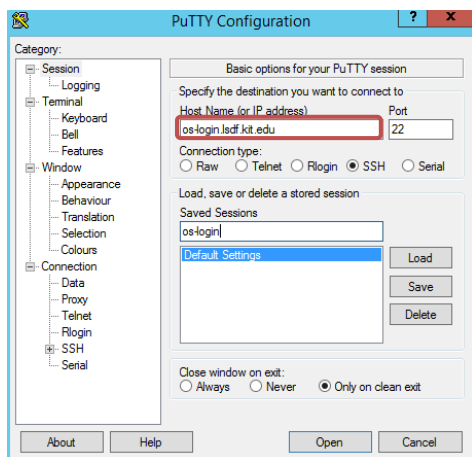 PuTTY Configuration
?
x
Category:
Session
Logging
Terminal
Keyboard
Bell
Features
Window
Appearance
Behaviour
Translation
Selection
Colours
Connection
Data
Proxy
Telnet
Rlogin
SSH
Serial
Basic options for your PuTTY session
Specify the destination you want to connect to
Host Name (or IP address) Port
os-login.lsdf.kit.edu 22
Connection type:
Raw Telnet Rlogin SSH Serial
Load, save or delete a stored session
Saved Sessions
os-login
Default Settings
Load
Save
Delete
Close window on exit:
Always Never Only on clean exit
About Help Open Cancel